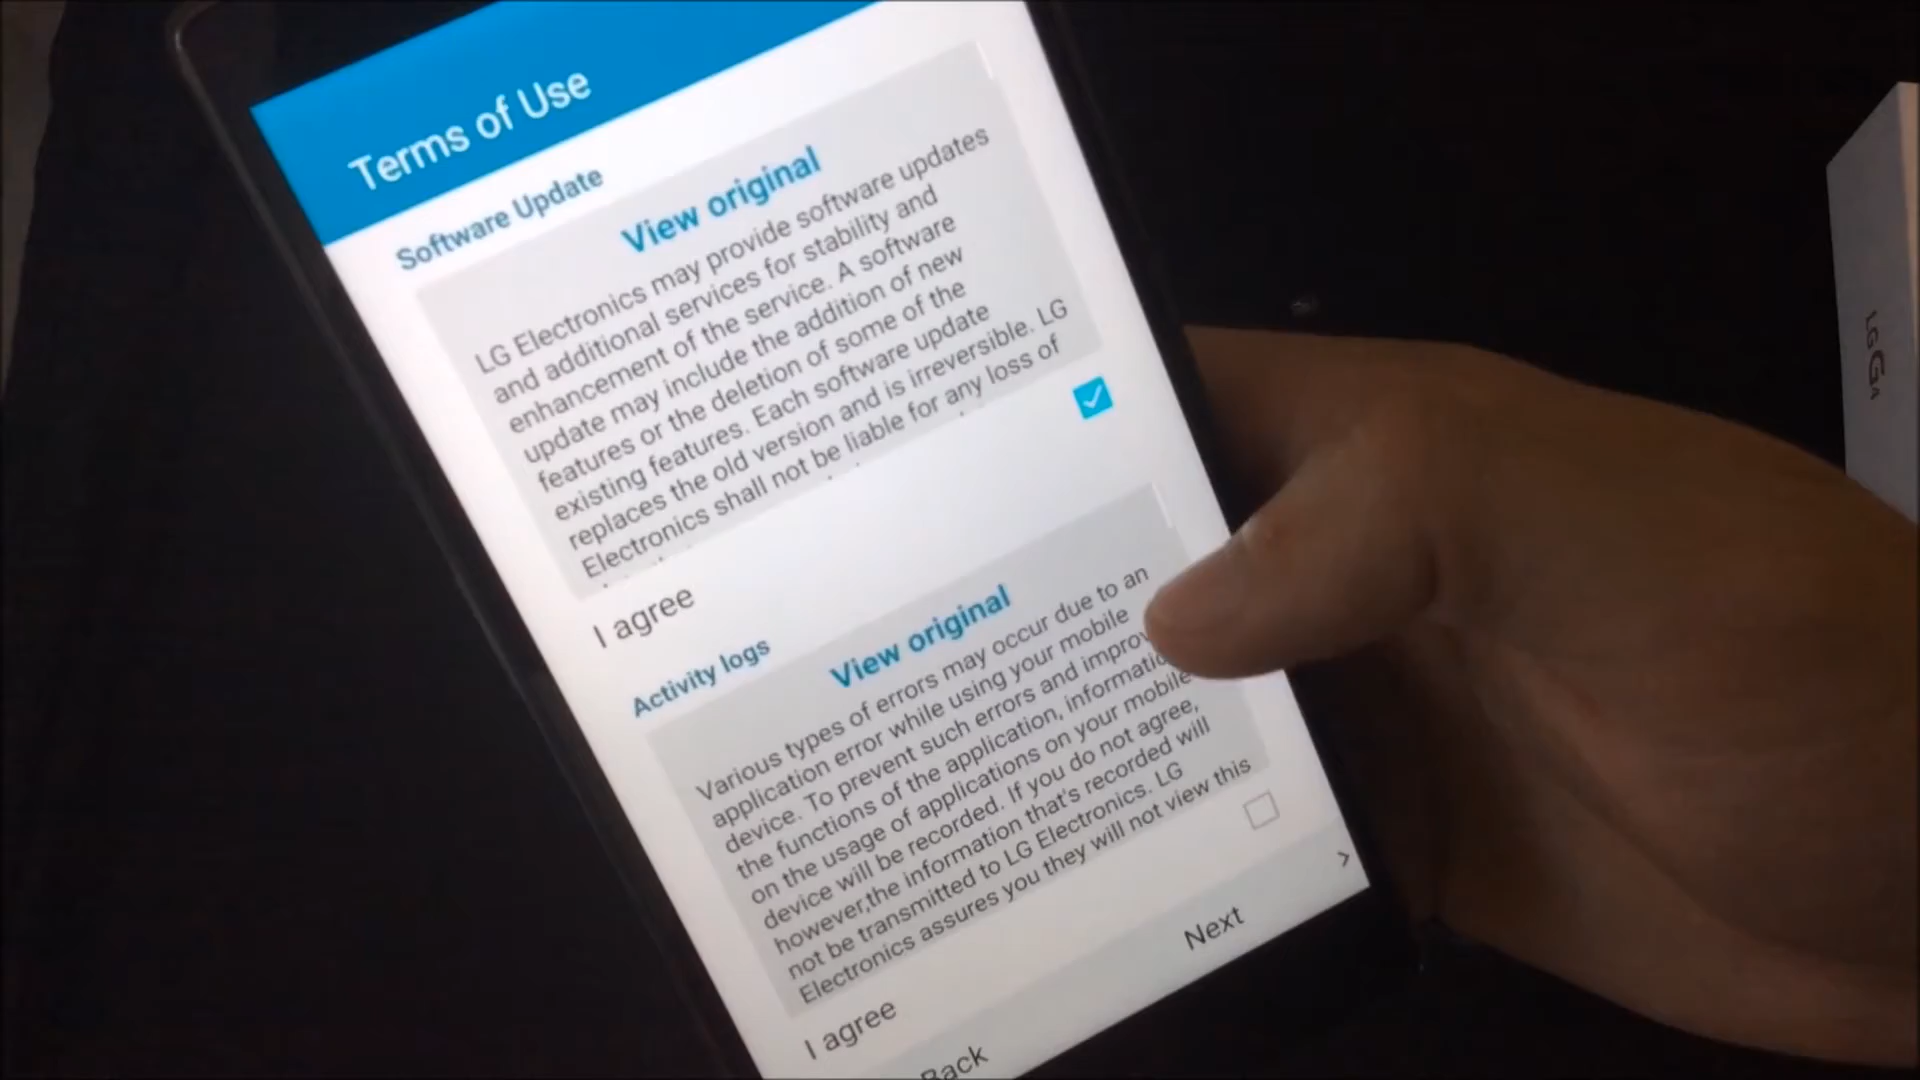 Terms of Use
Software Update
View original
LG Electronics may provide software updates
and additional services for stability and
enhancement of the service. A software
update may include the addition of new
features or the deletion of some of the
existing features. Each software update
replaces the old version and is irreversible. LG
Electronics shall not be liable for any loss of
I agree
Activity logs
View original
Various types of errors may occur due to an
application error while using your mobile
device. To prevent such errors and improv
the functions of the application, informatio
on the usage of applications on your mobile
device will be recorded. If you do not agree,
however,the information that's recorded will
not be transmitted to LG Electronics. LG
Electronics assures you they will not view this
I agree
Back
Next >
LG G4